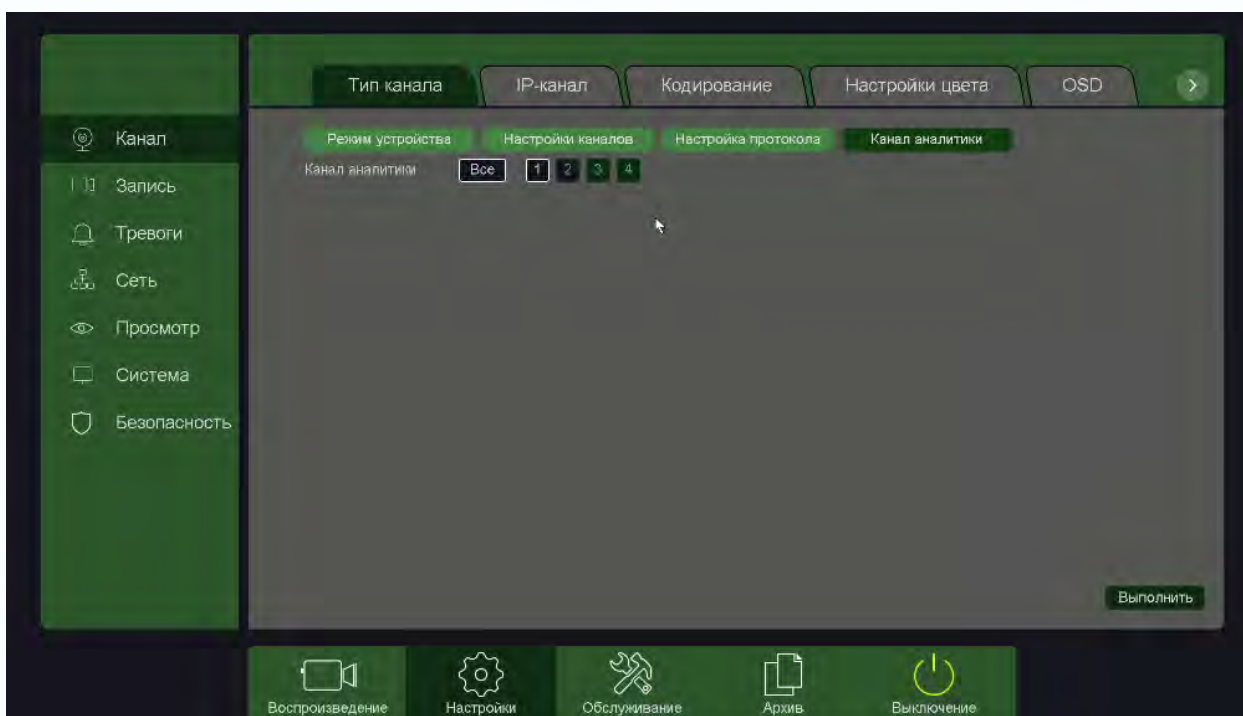 Тип канала IP-канал Кодирование Настройки цвета OSD >
Канал
Запись
Тревоги
Сеть
Просмотр
Система
Безопасность
Режим устройства Настройки каналов Настройка протокола Канал аналитики
Канал аналитики Все 1 2 3 4
Выполнить
Воспроизведение Настройки Обслуживание Архив Выключение